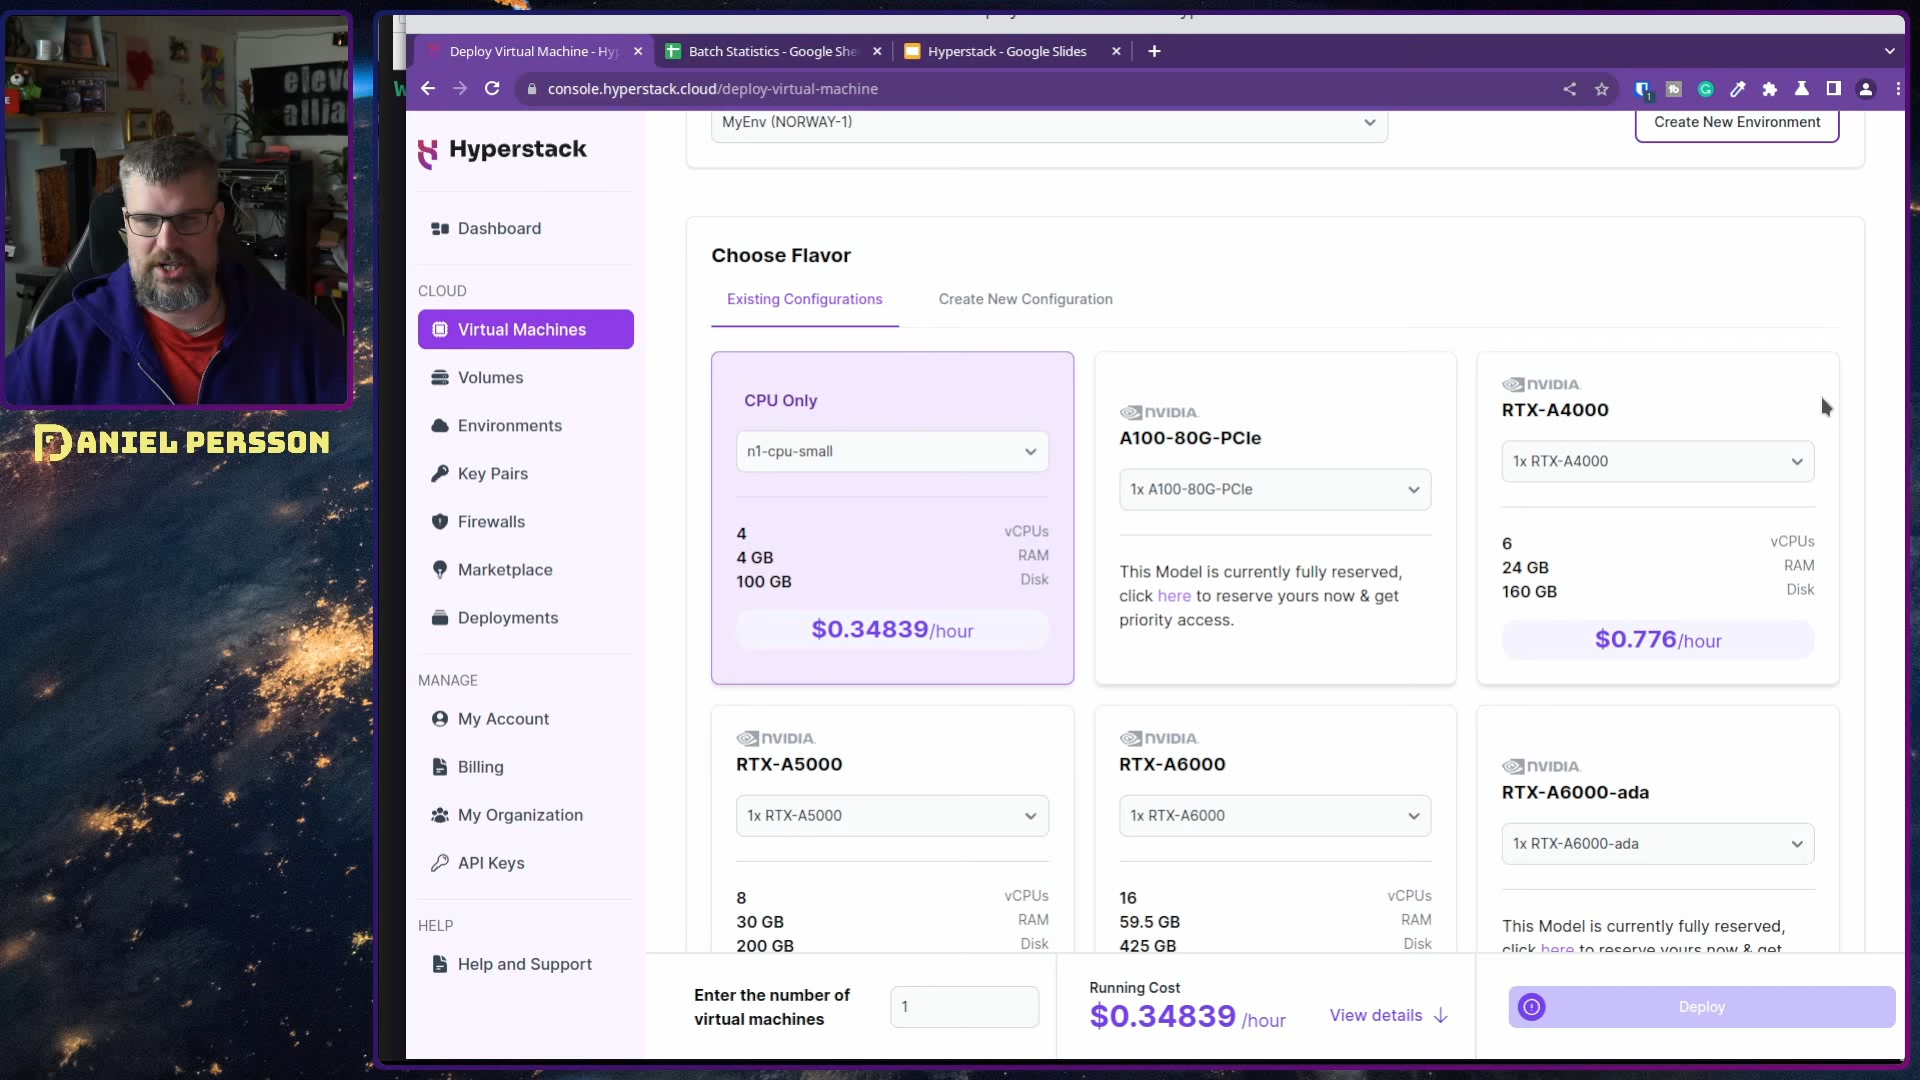 Deploy Virtual Machine - Hyp
Batch Statistics - Google She
Hyperstack - Google Slides
console.hyperstack.cloud/deploy-virtual-machine
MyEnv (NORWAY-1)
Create New Environment
Hyperstack
Dashboard
CLOUD
Virtual Machines
Volumes
Environments
Key Pairs
Firewalls
Marketplace
Deployments
MANAGE
My Account
Billing
My Organization
API Keys
HELP
Help and Support
Choose Flavor
Existing Configurations
Create New Configuration
CPU Only
n1-cpu-small
4 vCPUs
4 GB RAM
100 GB Disk
$0.34839/hour
NVIDIA.
A100-80G-PCIe
1x A100-80G-PCIe
This Model is currently fully reserved,
click here to reserve yours now & get
priority access.
NVIDIA.
RTX-A4000
1x RTX-A4000
6 vCPUs
24 GB RAM
160 GB Disk
$0.776/hour
NVIDIA.
RTX-A5000
1x RTX-A5000
8 vCPUs
30 GB RAM
200 GB Disk
NVIDIA.
RTX-A6000
1x RTX-A6000
16 vCPUs
59.5 GB RAM
425 GB Disk
NVIDIA.
RTX-A6000-ada
1x RTX-A6000-ada
This Model is currently fully reserved,
click here to reserve yours now & get
Enter the number of
virtual machines
1
Running Cost
$0.34839 /hour
View details
Deploy
DANIEL PERSSON